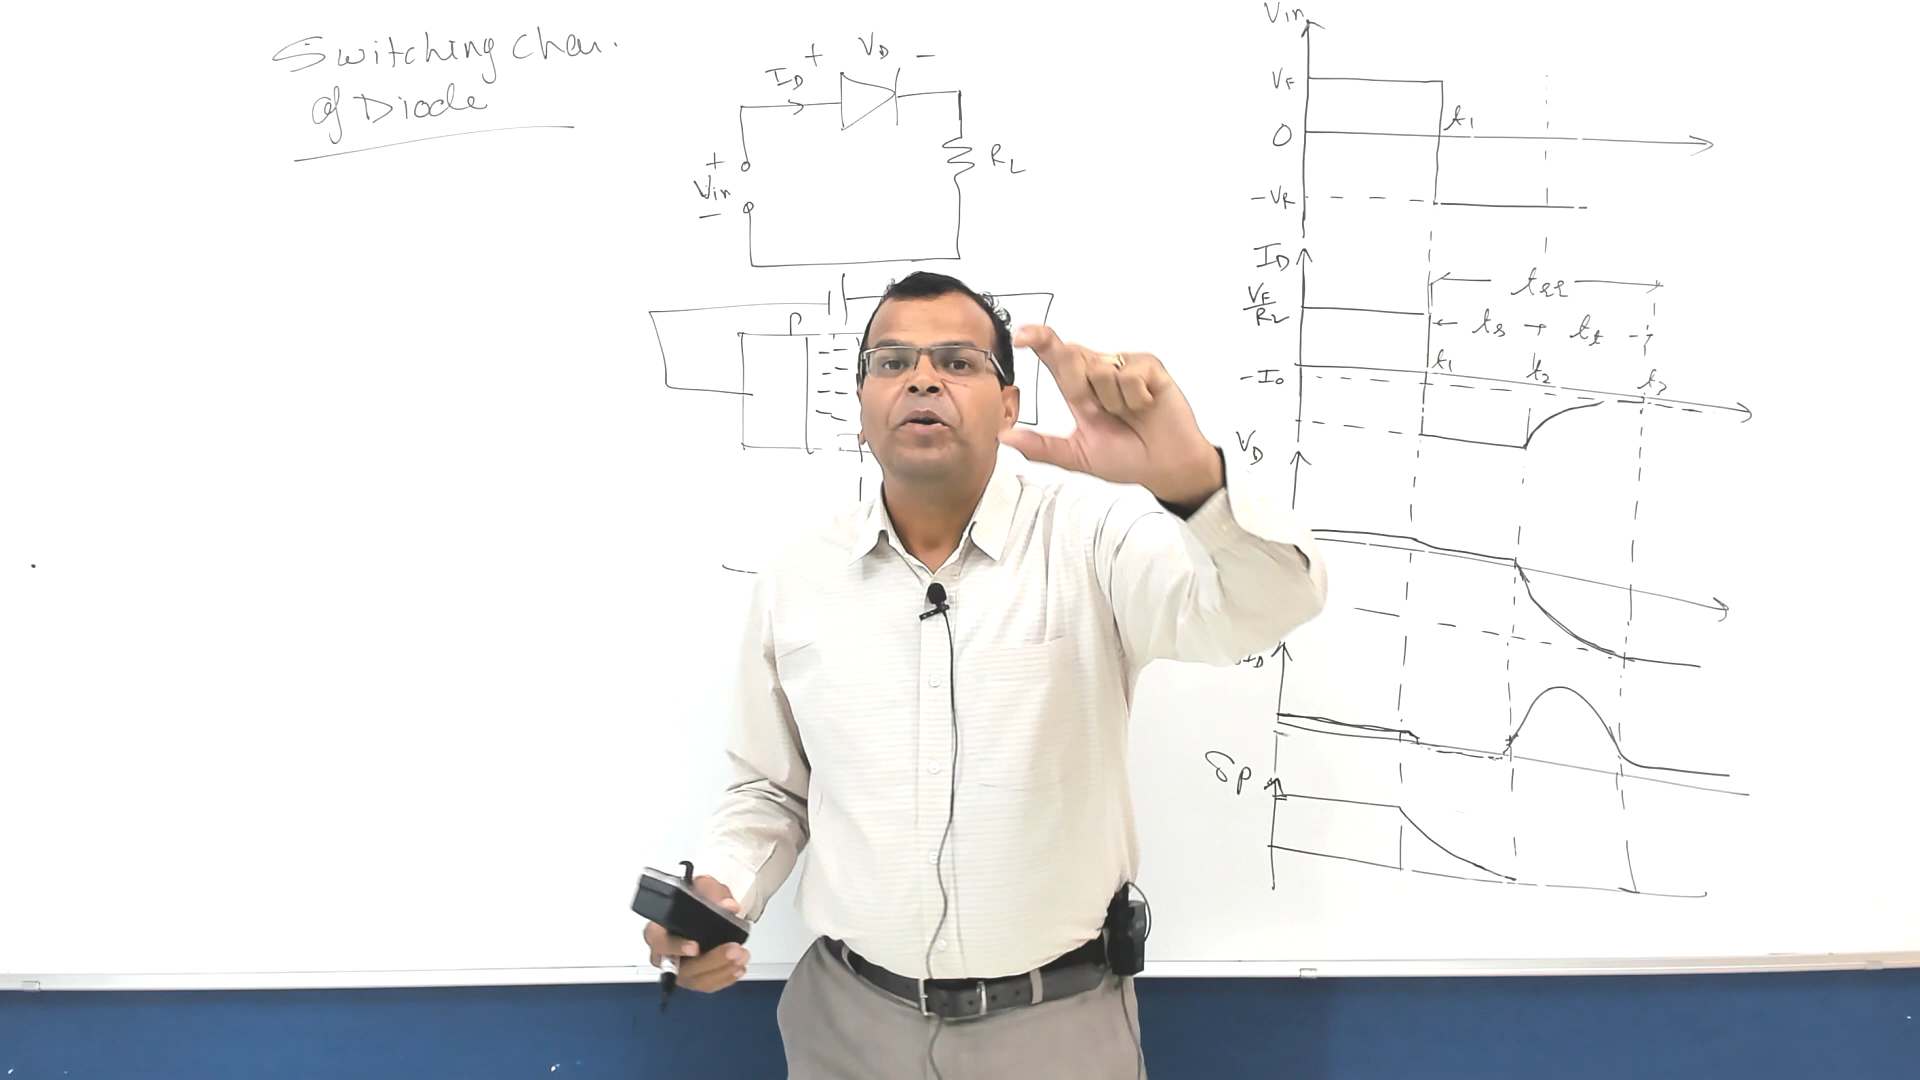 Switching Char.
of Diode
+ VD −
ID
+
Vin
−
RL
P
Vin
VF
0
t1
-VR
ID
VF
RL
trr
ts
tt
t1
t2
t3
-I0
VD
δp